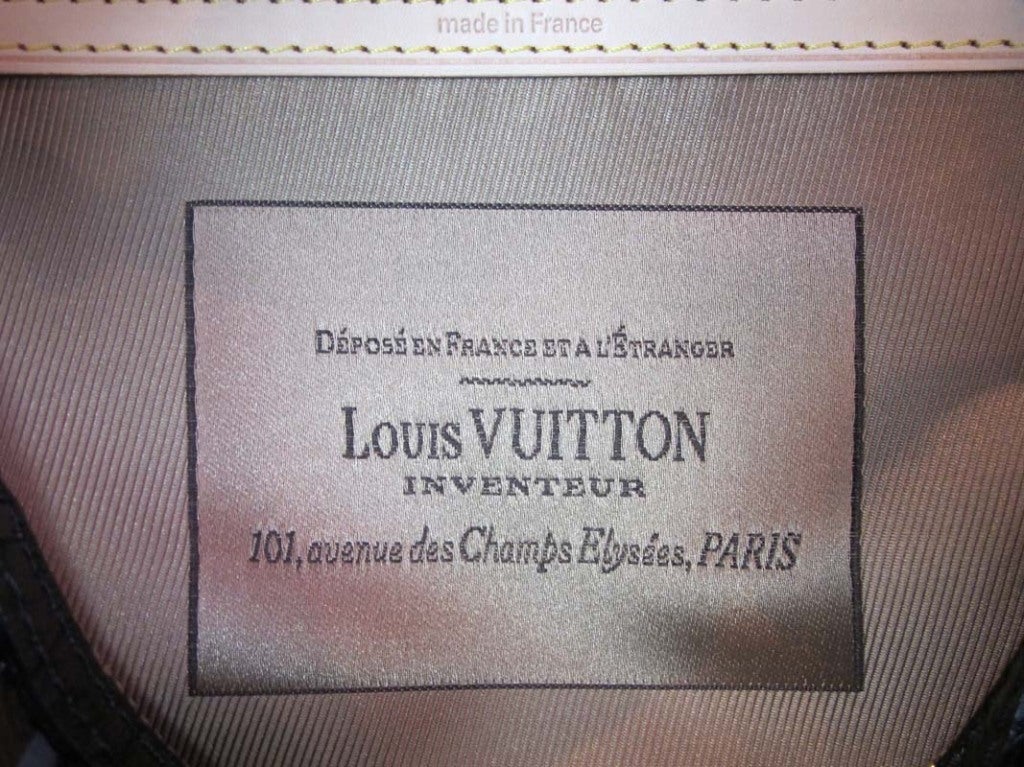 made in France
DÉPOSÉ EN FRANCE ET A L'ÉTRANGER
LOUIS VUITTON
INVENTEUR
101, avenue des Champs Elysées, PARIS